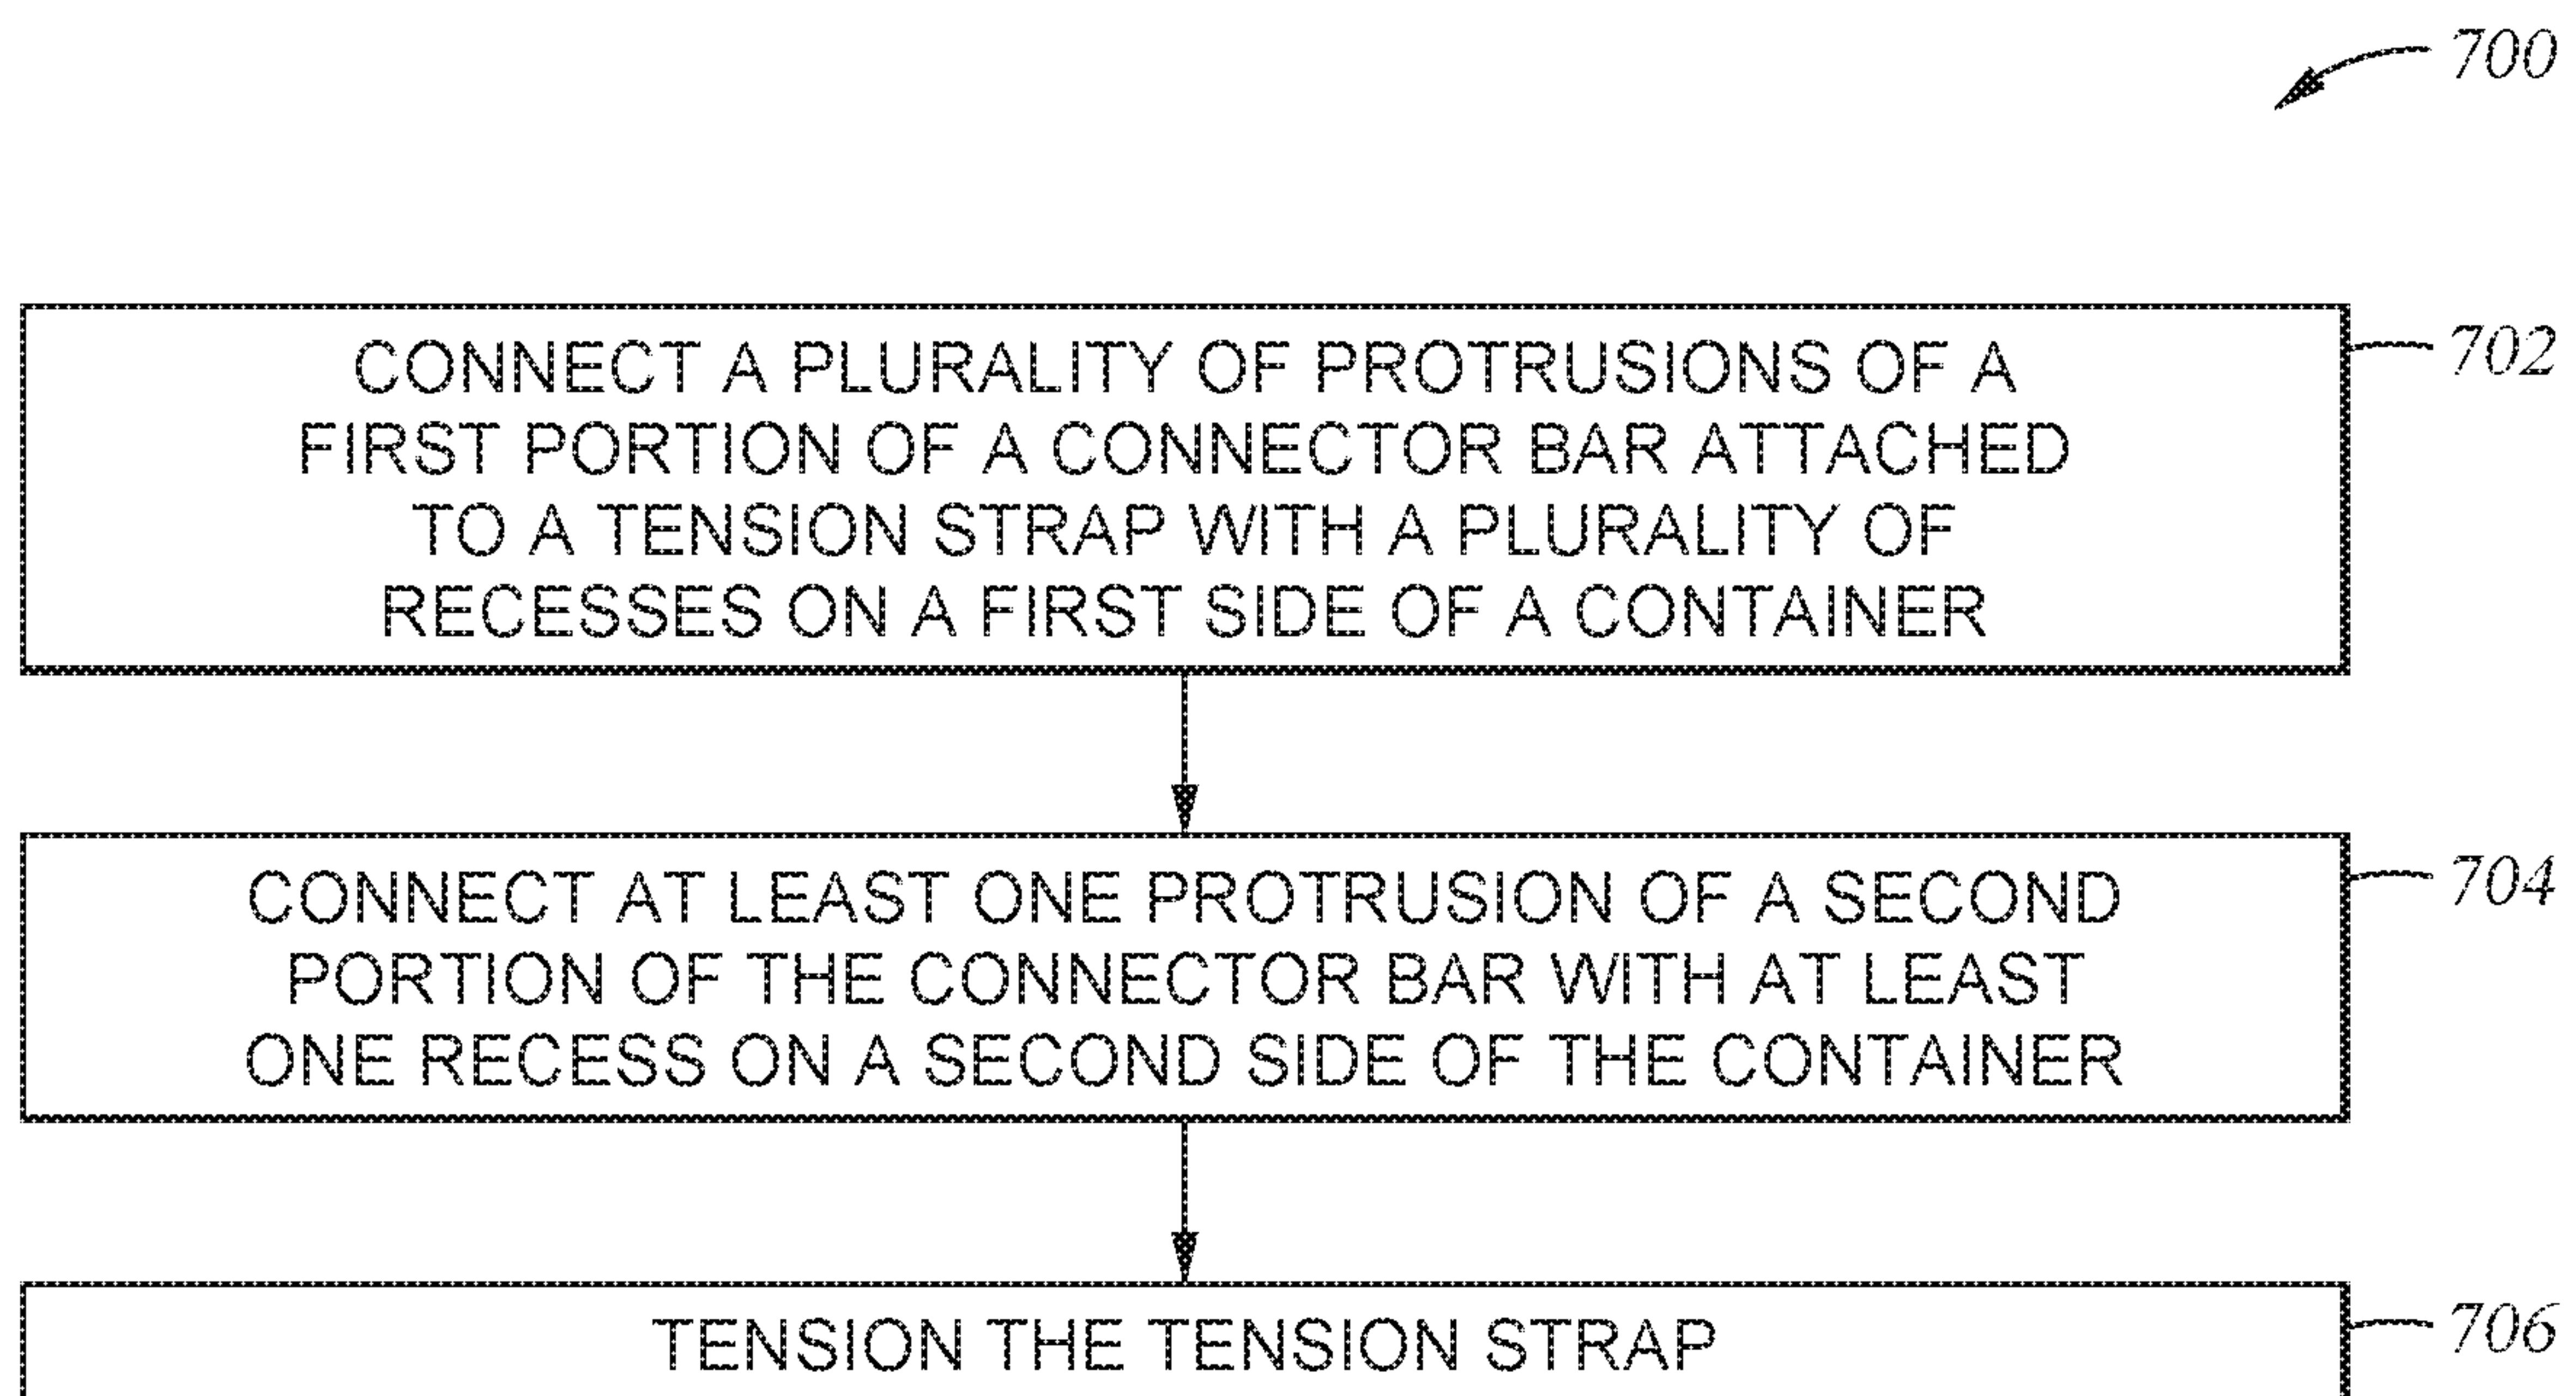 700
CONNECT A PLURALITY OF PROTRUSIONS OF A
702
FIRST PORTION OF A CONNECTOR BAR ATTACHED
TO A TENSION STRAP WITH A PLURALITY OF
RECESSES ON A FIRST SIDE OF A CONTAINER
CONNECT AT LEAST ONE PROTRUSION OF A SECOND
704
PORTION OF THE CONNECTOR BAR WITH AT LEAST
ONE RECESS ON A SECOND SIDE OF THE CONTAINER
TENSION THE TENSION STRAP
706